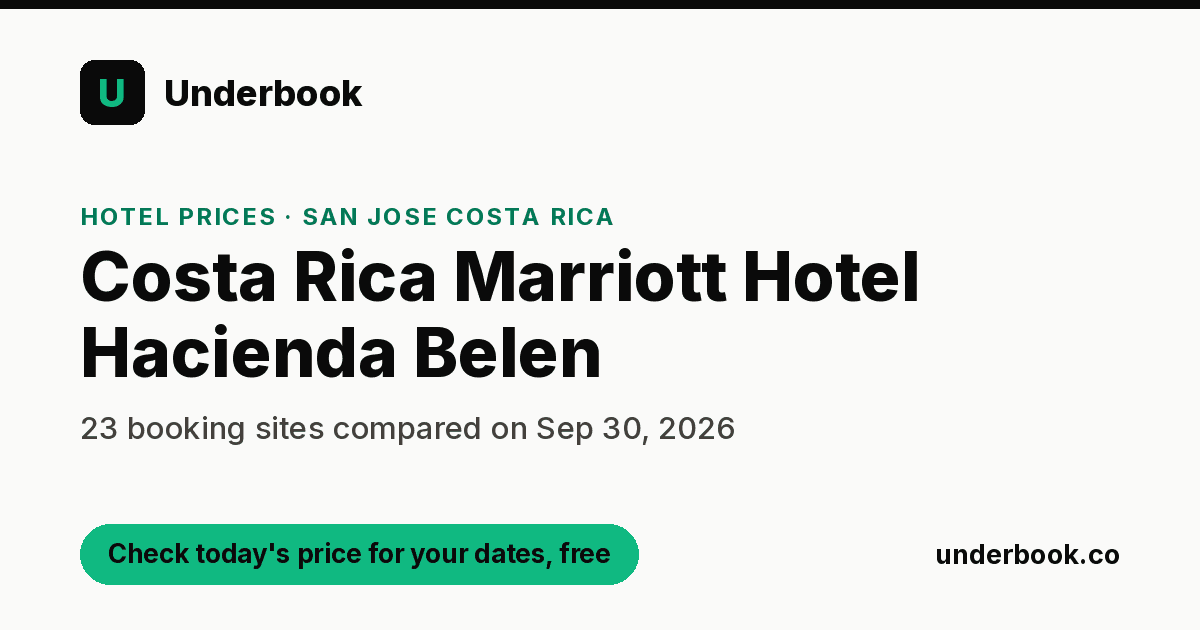 U Underbook
HOTEL PRICES · SAN JOSE COSTA RICA
Costa Rica Marriott Hotel
Hacienda Belen
23 booking sites compared on Sep 30, 2026
Check today's price for your dates, free
underbook.co